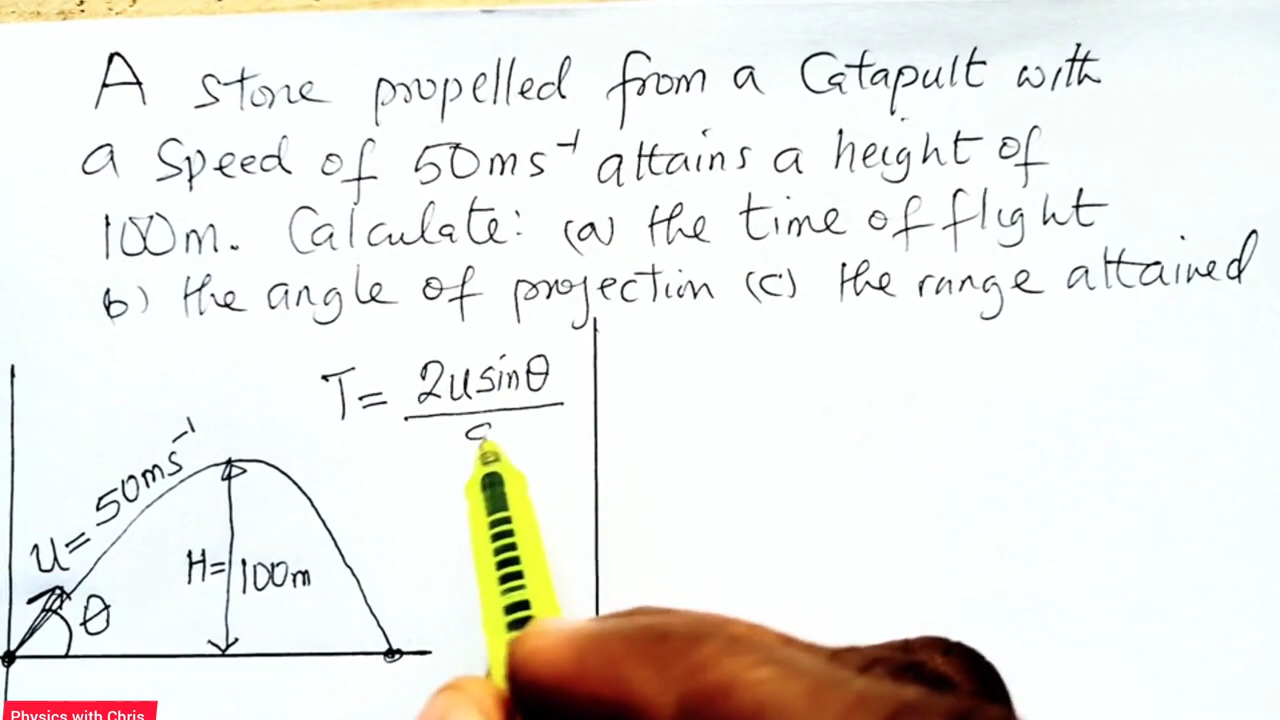 A stone propelled from a Catapult with
a speed of 50ms⁻¹ attains a height of
100m. Calculate: (a) the time of flight
b) the angle of projection (c) the range attained
T = 2usinθ
u = 50ms⁻¹
H = 100m
θ
Physics with Chris